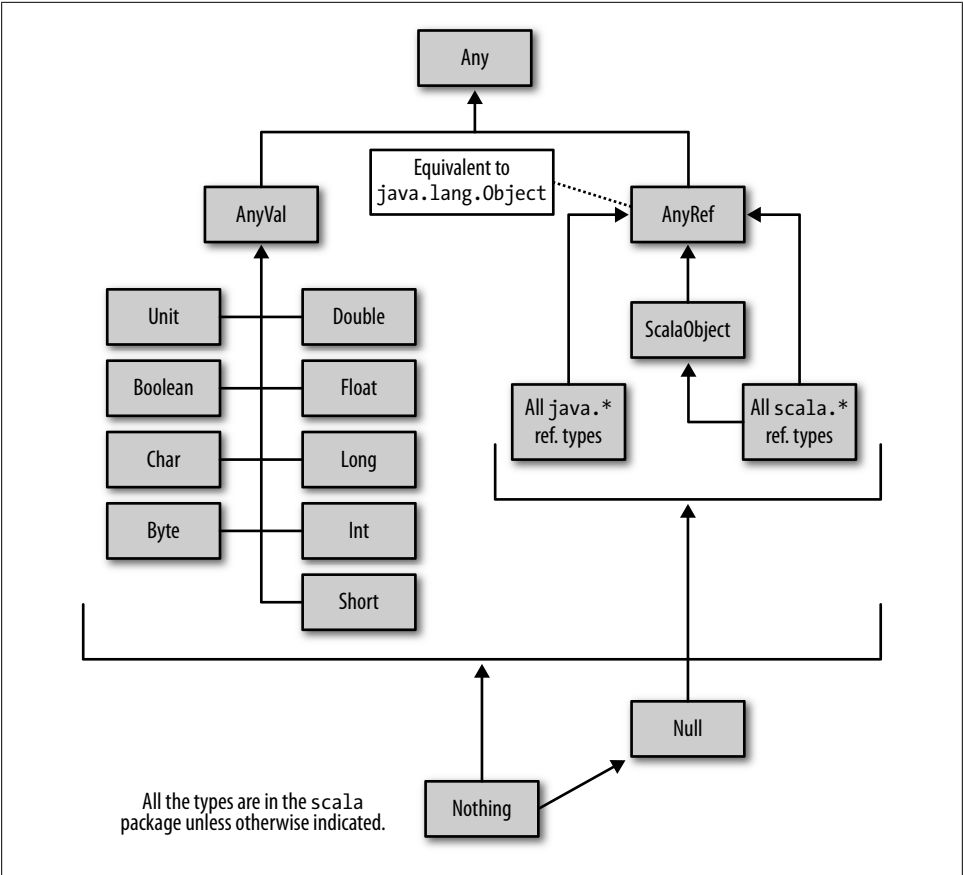 Any
Equivalent to
java.lang.Object
AnyVal
AnyRef
Unit
Double
ScalaObject
Boolean
Float
All java.*
ref. types
All scala.*
ref. types
Char
Long
Byte
Int
Short
Null
Nothing
All the types are in the scala
package unless otherwise indicated.